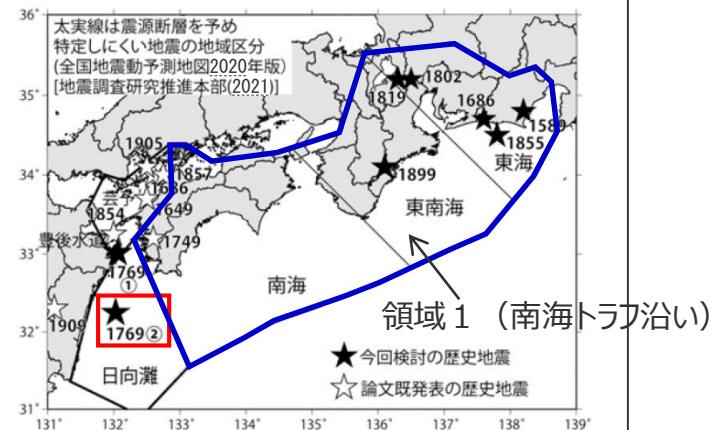 36°
35°
34°
33°
32°
31°
太実線は震源断層を予め
特定しにくい地震の地域区分
(全国地震動予測地図2020年版)
[地震調査研究推進本部(2021)]
1802
1819
1686
1589
1855
東海
1905
1857
1686
芸予
1854
1649
1899
東南海
豊後水道
1749
1769
①
南海
領域1 (南海トラフ沿い)
1909
1769②
日向灘
★今回検討の歴史地震
☆論文既発表の歴史地震
131° 132° 133° 134° 135° 136° 137° 138° 139°